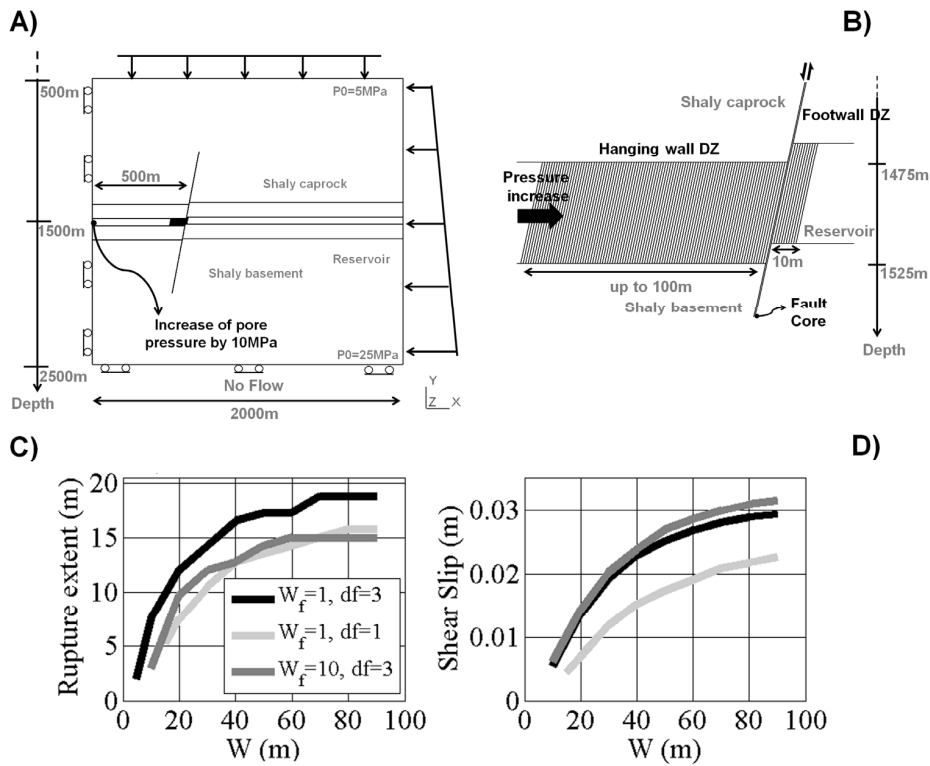 A)
500m
P0=5MPa
500m
Shaly caprock
1500m
Reservoir
Shaly basement
Increase of pore
pressure by 10MPa
P0=25MPa
2500m
No Flow
Depth
2000m
Y
Z X
B)
Shaly caprock
Footwall DZ
Hanging wall DZ
1475m
Pressure
increase
Reservoir
10m
1525m
up to 100m
Shaly basement
Fault
Core
Depth
C)
Rupture extent (m)
20
15
10
5
0
0 20 40 60 80 100
W (m)
Wf=1, df=3
Wf=1, df=1
Wf=10, df=3
D)
Shear Slip (m)
0.03
0.02
0.01
0
0 20 40 60 80 100
W (m)